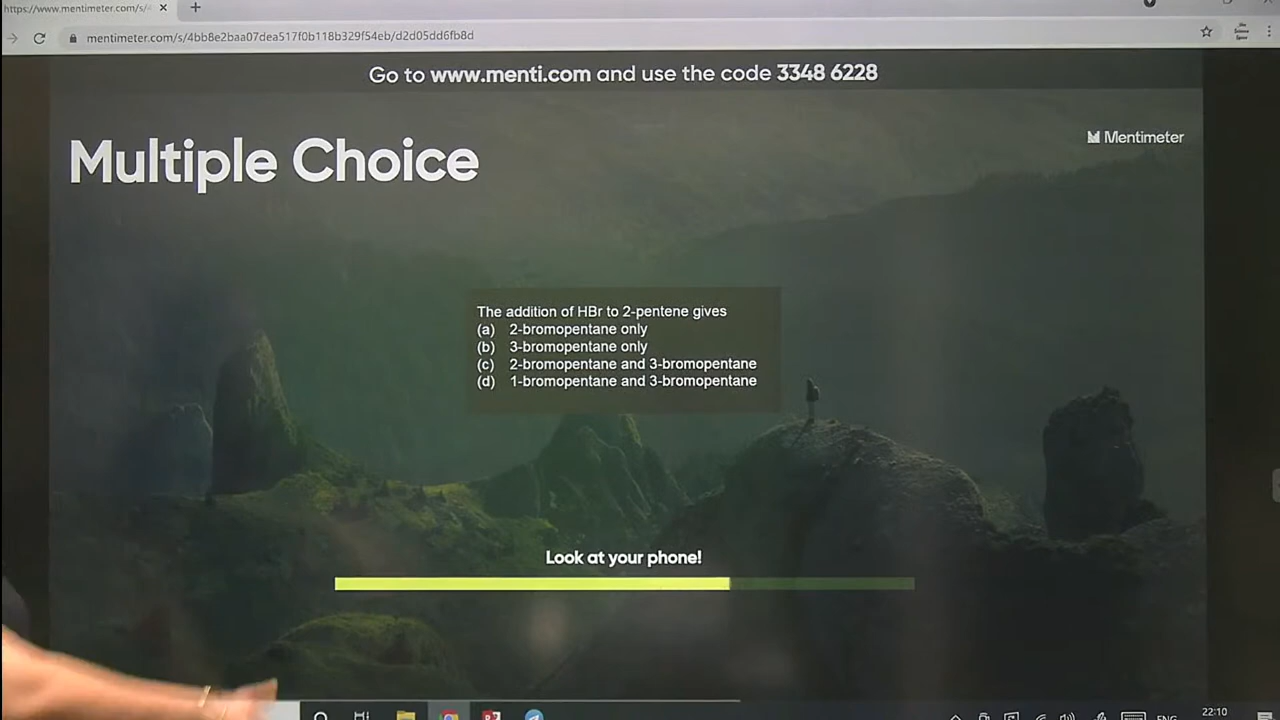 https://www.mentimeter.com/s/4
mentimeter.com/s/4bb8e2baa07dea517f0b118b329f54eb/d2d05dd6fb8d
Go to www.menti.com and use the code 3348 6228
Multiple Choice
Mentimeter
The addition of HBr to 2-pentene gives
(a) 2-bromopentane only
(b) 3-bromopentane only
(c) 2-bromopentane and 3-bromopentane
(d) 1-bromopentane and 3-bromopentane
Look at your phone!
ENG
22:10